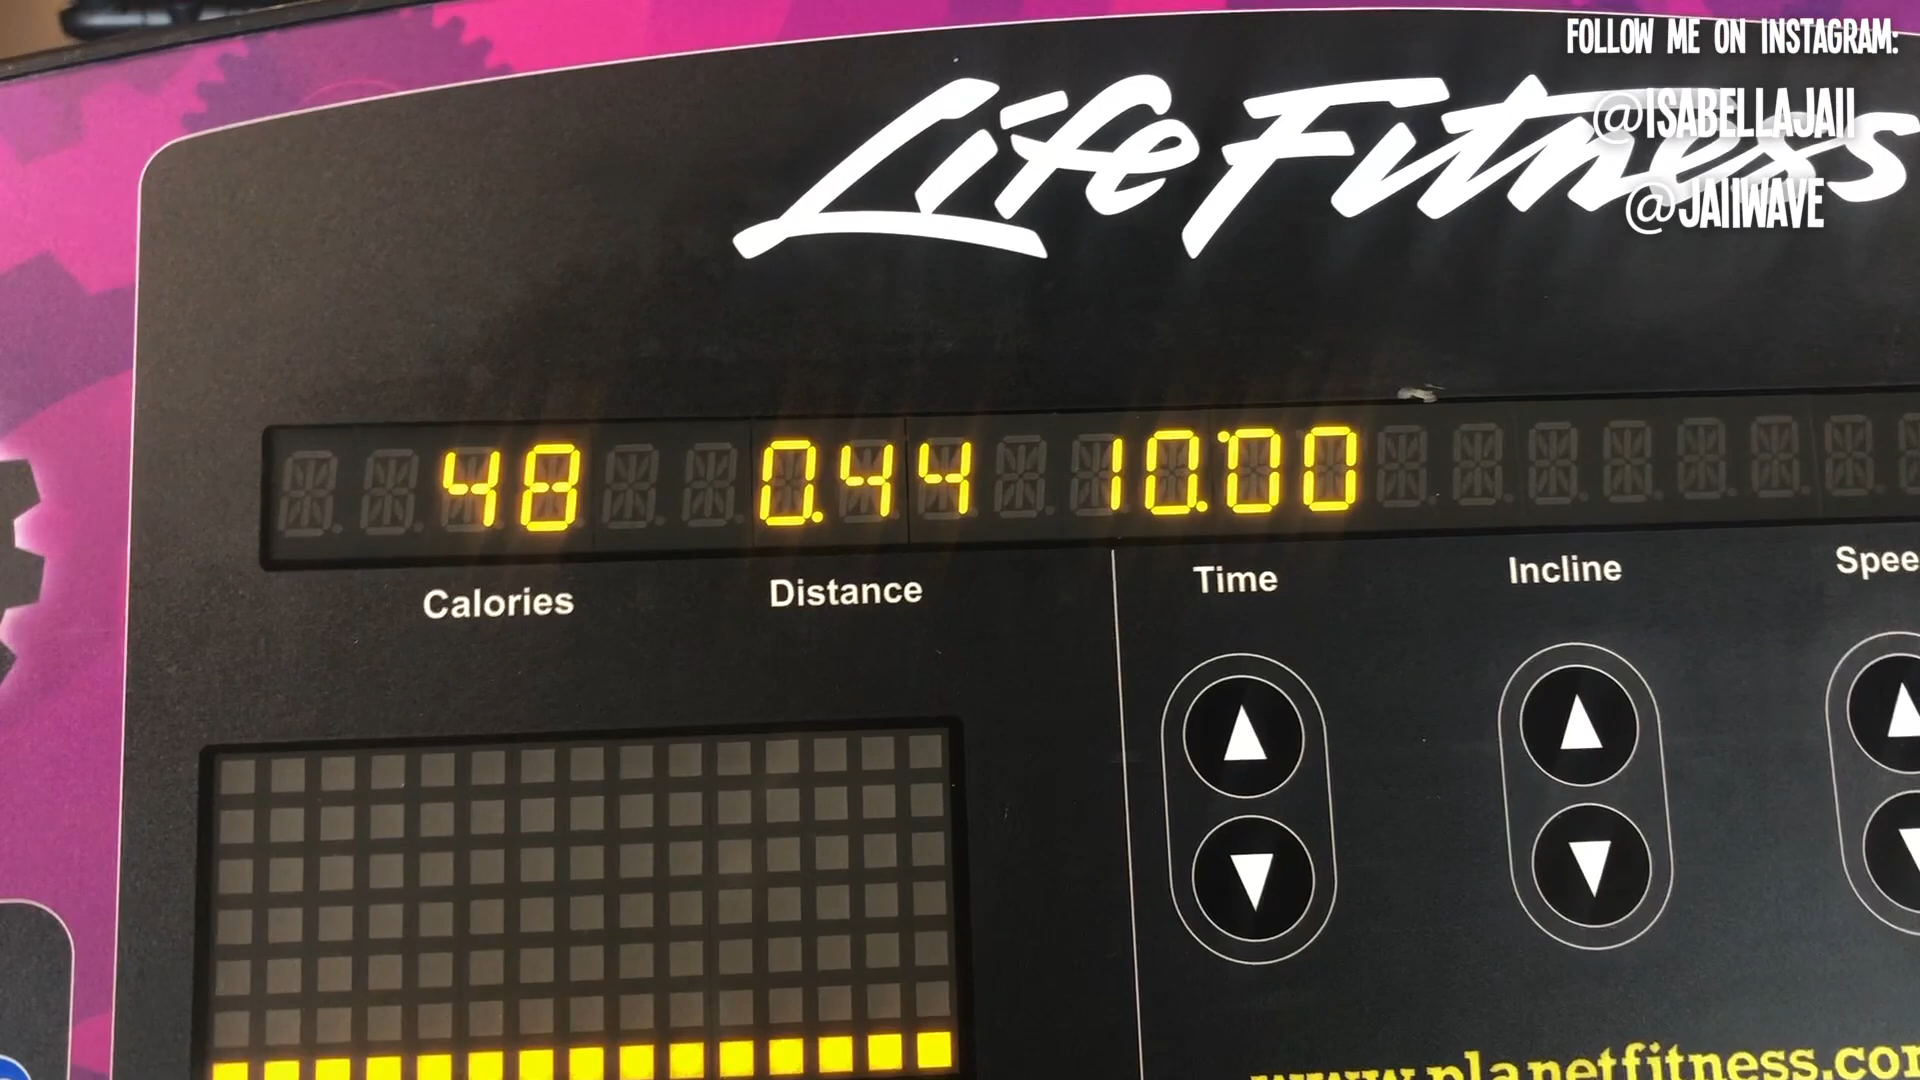 FOLLOW ME ON INSTAGRAM:
@ISABELLAJAII
@JAIIWAVE
Life Fitness
48 0.44 10:00
Calories Distance Time Incline Spee
www.planetfitness.com